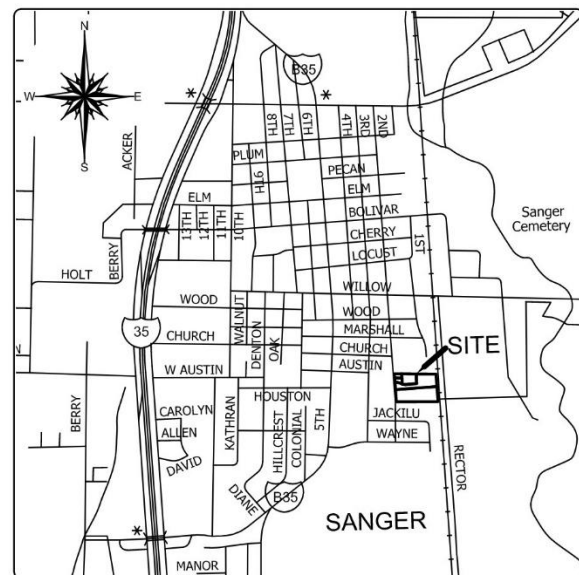 N
W
E
S
B35
*
*
ACKER
8TH
7TH
6TH
4TH
3RD
2ND
PLUM
9TH
PECAN
ELM
ELM
BOLIVAR
13TH
12TH
11TH
10TH
CHERRY
1ST
Sanger
Cemetery
LOCUST
BERRY
HOLT
WILLOW
WOOD
WALNUT
WOOD
35
DENTON
MARSHALL
CHURCH
OAK
CHURCH
SITE
N
W AUSTIN
AUSTIN
HOUSTON
BERRY
CAROLYN
KATHRAN
HILLCREST
COLONIAL
5TH
JACKILU
ALLEN
WAYNE
DAVID
RECTOR
DIANE
B35
SANGER
*
MANOR